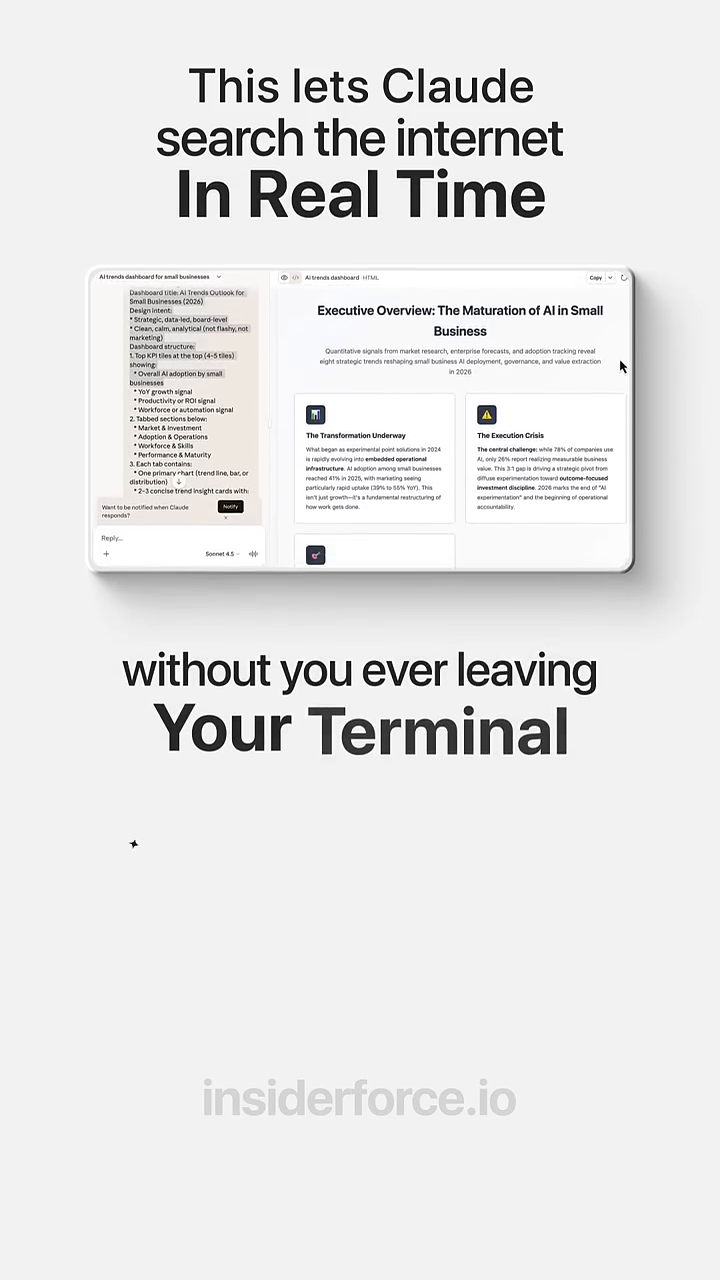 This lets Claude
search the internet
In Real Time
AI trends dashboard for small businesses
Dashboard title: AI Trends Outlook for
Small Businesses (2026)
Design intent:
* Strategic, data-led, board-level
* Clean, calm, analytical (not flashy, not
marketing)
Dashboard structure:
1. Top KPI tiles at the top (4–5 tiles)
showing:
* Overall AI adoption by small
businesses
* YoY growth signal
* Productivity or ROI signal
* Workforce or automation signal
2. Tabbed sections below:
* Market & Investment
* Adoption & Operations
* Workforce & Skills
* Performance & Maturity
3. Each tab contains:
* One primary chart (trend line, bar, or
distribution)
* 2–3 concise trend insight cards with:
Want to be notified when Claude
responds?
Notify
Reply...
Sonnet 4.5
AI trends dashboard HTML
Copy
Executive Overview: The Maturation of AI in Small
Business
Quantitative signals from market research, enterprise forecasts, and adoption tracking reveal
eight strategic trends reshaping small business AI deployment, governance, and value extraction
in 2026
The Transformation Underway
What began as experimental point solutions in 2024
is rapidly evolving into embedded operational
infrastructure. AI adoption among small businesses
reached 41% in 2025, with marketing seeing
particularly rapid uptake (39% to 55% YoY). This
isn't just growth—it's a fundamental restructuring of
how work gets done.
The Execution Crisis
The central challenge: while 78% of companies use
AI, only 26% report realizing measurable business
value. This 3:1 gap is driving a strategic pivot from
diffuse experimentation toward outcome-focused
investment discipline. 2026 marks the end of "AI
experimentation" and the beginning of operational
accountability.
without you ever leaving
Your Terminal
insiderforce.io